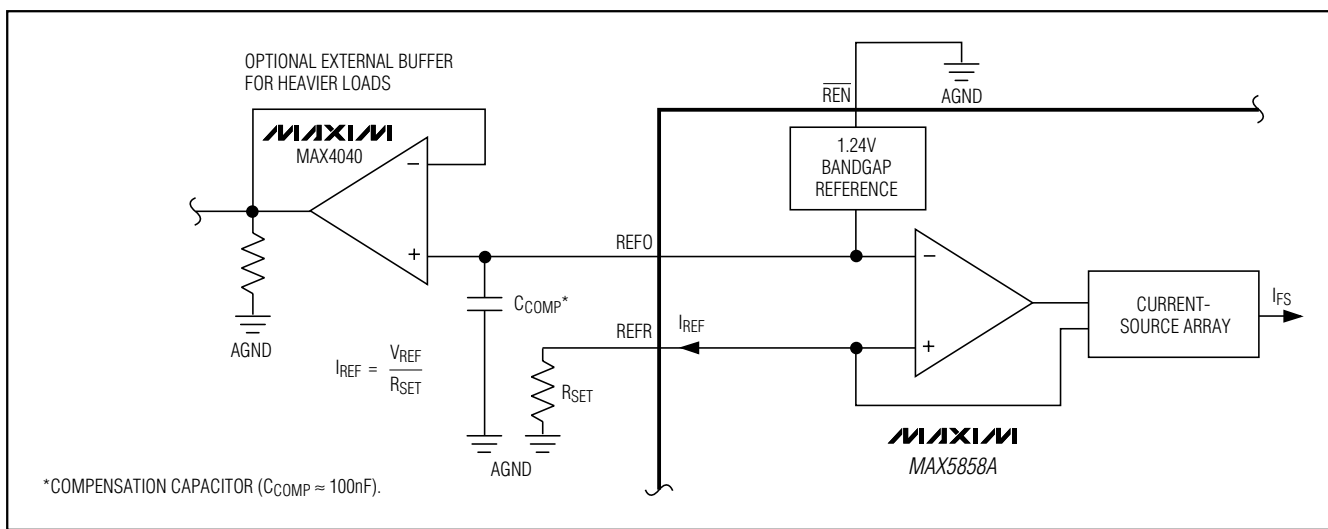 OPTIONAL EXTERNAL BUFFER
FOR HEAVIER LOADS
MAXIM
MAX4040
−
+
AGND
REN
AGND
1.24V
BANDGAP
REFERENCE
REFO
CCOMP*
REFR
IREF
IREF = VREF
RSET
RSET
AGND
−
+
CURRENT-
SOURCE ARRAY
IFS
MAXIM
MAX5858A
*COMPENSATION CAPACITOR (CCOMP ≈ 100nF).